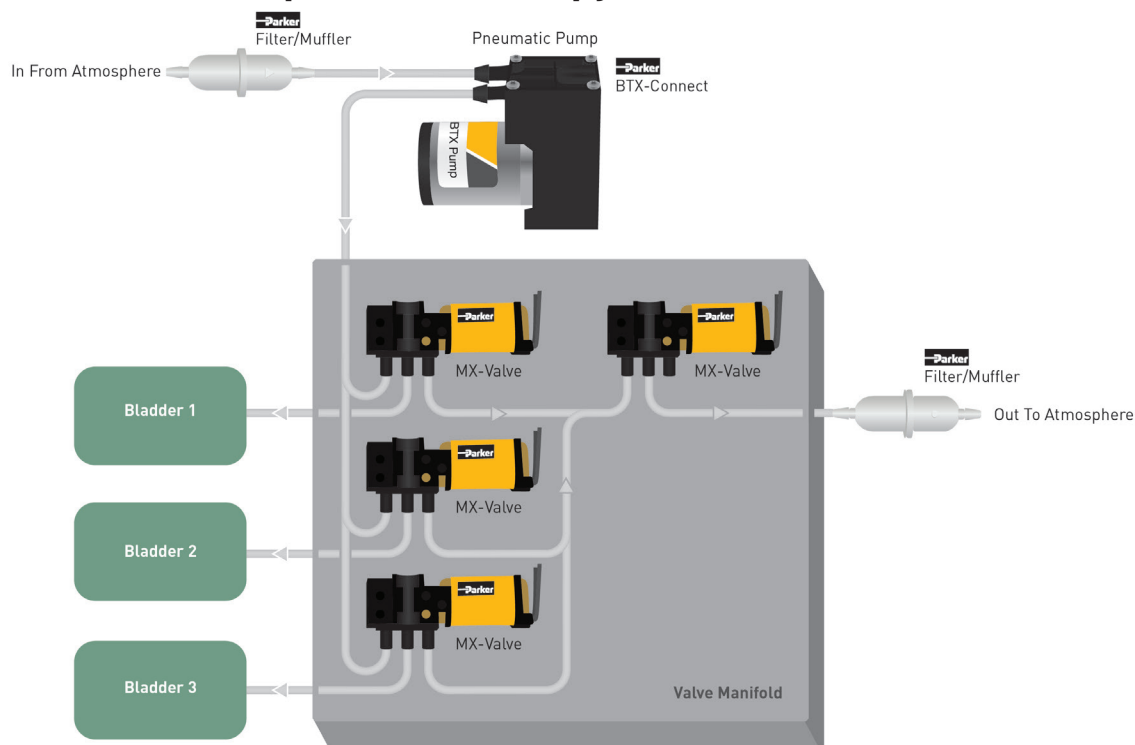 Parker
Filter/Muffler
Pneumatic Pump
In From Atmosphere
Parker
BTX-Connect
BTX Pump
Parker
MX-Valve
Parker
MX-Valve
Parker
Filter/Muffler
Bladder 1
Out To Atmosphere
Parker
MX-Valve
Bladder 2
Parker
MX-Valve
Bladder 3
Valve Manifold